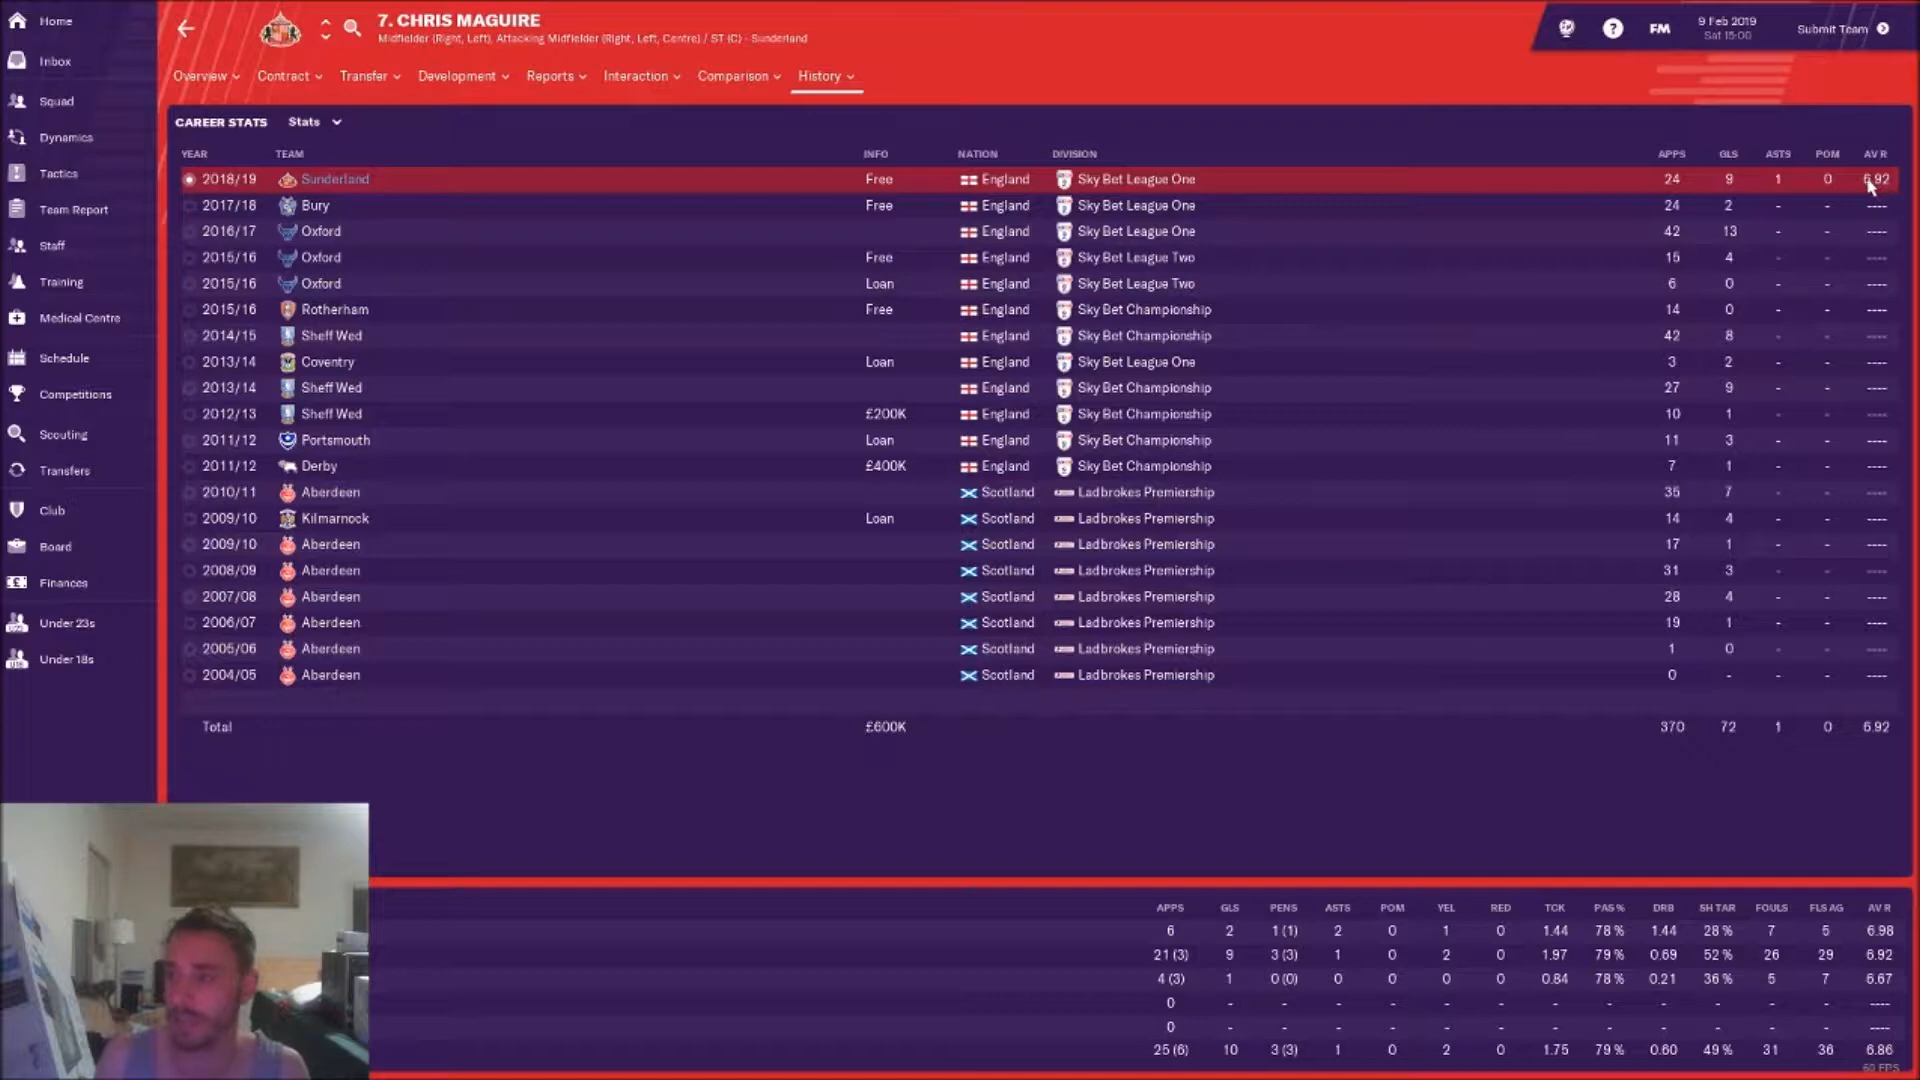 Home
Inbox
Squad
Dynamics
Tactics
Team Report
Staff
Training
Medical Centre
Schedule
Competitions
Scouting
Transfers
Club
Board
Finances
Under 23s
Under 18s
7. CHRIS MAGUIRE
Midfielder (Right, Left), Attacking Midfielder (Right, Left, Centre) / ST (C) - Sunderland
FM
9 Feb 2019
Sat 15:00
Submit Team
Overview Contract Transfer Development Reports Interaction Comparison History
CAREER STATS Stats
YEAR TEAM INFO NATION DIVISION APPS GLS ASTS POM AV R
2018/19 Sunderland Free England Sky Bet League One 24 9 1 0 6.92
2017/18 Bury Free England Sky Bet League One 24 2 - - ----
2016/17 Oxford England Sky Bet League One 42 13 - - ----
2015/16 Oxford Free England Sky Bet League Two 15 4 - - ----
2015/16 Oxford Loan England Sky Bet League Two 6 0 - - ----
2015/16 Rotherham Free England Sky Bet Championship 14 0 - - ----
2014/15 Sheff Wed England Sky Bet Championship 42 8 - - ----
2013/14 Coventry Loan England Sky Bet League One 3 2 - - ----
2013/14 Sheff Wed England Sky Bet Championship 27 9 - - ----
2012/13 Sheff Wed £200K England Sky Bet Championship 10 1 - - ----
2011/12 Portsmouth Loan England Sky Bet Championship 11 3 - - ----
2011/12 Derby £400K England Sky Bet Championship 7 1 - - ----
2010/11 Aberdeen Scotland Ladbrokes Premiership 35 7 - - ----
2009/10 Kilmarnock Loan Scotland Ladbrokes Premiership 14 4 - - ----
2009/10 Aberdeen Scotland Ladbrokes Premiership 17 1 - - ----
2008/09 Aberdeen Scotland Ladbrokes Premiership 31 3 - - ----
2007/08 Aberdeen Scotland Ladbrokes Premiership 28 4 - - ----
2006/07 Aberdeen Scotland Ladbrokes Premiership 19 1 - - ----
2005/06 Aberdeen Scotland Ladbrokes Premiership 1 0 - - ----
2004/05 Aberdeen Scotland Ladbrokes Premiership 0 - - - ----
Total £600K 370 72 1 0 6.92
APPS GLS PENS ASTS POM YEL RED TCK PAS % DRB SH TAR FOULS FLS AG AV R
6 2 1 (1) 2 0 1 0 1.44 78 % 1.44 28 % 7 5 6.98
21 (3) 9 3 (3) 1 0 2 0 1.97 79 % 0.69 52 % 26 29 6.92
4 (3) 1 0 (0) 0 0 0 0 0.84 78 % 0.21 36 % 5 7 6.67
0 - - - - - - - - - - - - ----
0 - - - - - - - - - - - - ----
25 (6) 10 3 (3) 1 0 2 0 1.75 79 % 0.60 49 % 31 36 6.86
60 FPS